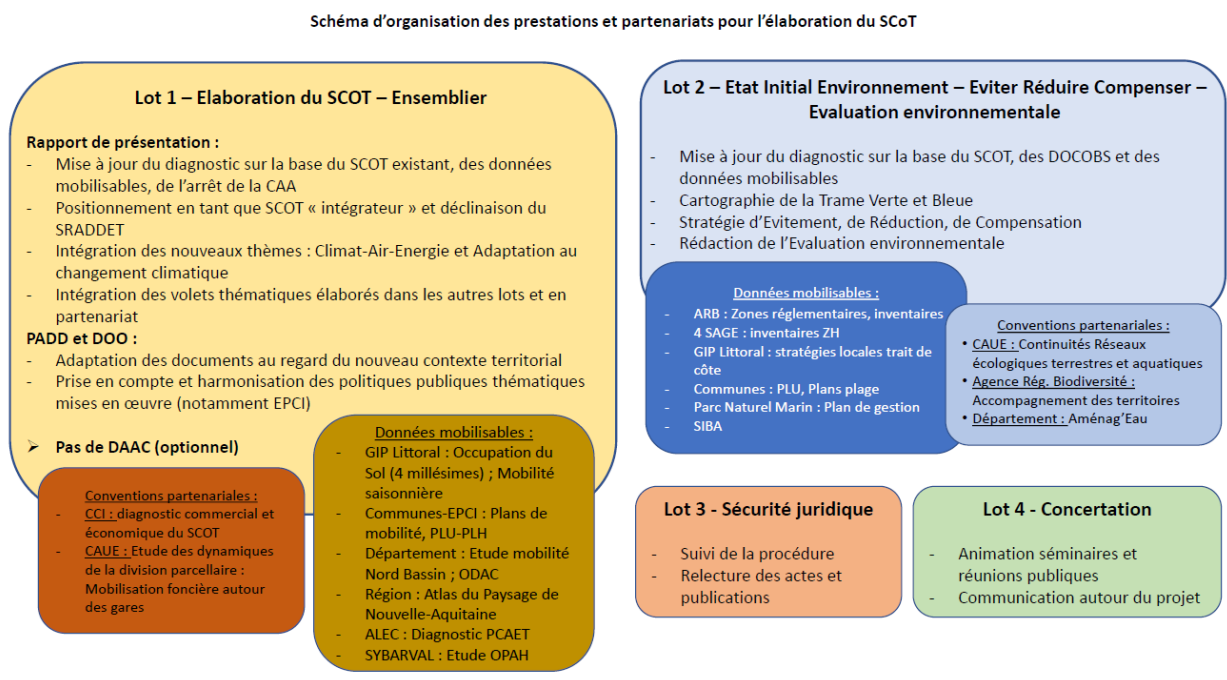 Schéma d’organisation des prestations et partenariats pour l’élaboration du SCoT
Lot 1 – Elaboration du SCOT – Ensemblier
Rapport de présentation :
- Mise à jour du diagnostic sur la base du SCOT existant, des données
mobilisables, de l’arrêt de la CAA
- Positionnement en tant que SCOT « intégrateur » et déclinaison du
SRADDET
- Intégration des nouveaux thèmes : Climat-Air-Energie et Adaptation au
changement climatique
- Intégration des volets thématiques élaborés dans les autres lots et en
partenariat
PADD et DOO :
- Adaptation des documents au regard du nouveau contexte territorial
- Prise en compte et harmonisation des politiques publiques thématiques
mises en œuvre (notamment EPCI)
➢ Pas de DAAC (optionnel)
Conventions partenariales :
- CCI : diagnostic commercial et
économique du SCOT
- CAUE : Etude des dynamiques
de la division parcellaire :
Mobilisation foncière autour
des gares
Données mobilisables :
- GIP Littoral : Occupation du
Sol (4 millésimes) ; Mobilité
saisonnière
- Communes-EPCI : Plans de
mobilité, PLU-PLH
- Département : Etude mobilité
Nord Bassin ; ODAC
- Région : Atlas du Paysage de
Nouvelle-Aquitaine
- ALEC : Diagnostic PCAET
- SYBARVAL : Etude OPAH
Lot 2 – Etat Initial Environnement – Eviter Réduire Compenser –
Evaluation environnementale
- Mise à jour du diagnostic sur la base du SCOT, des DOCOBS et des
données mobilisables
- Cartographie de la Trame Verte et Bleue
- Stratégie d’Evitement, de Réduction, de Compensation
- Rédaction de l’Evaluation environnementale
Données mobilisables :
- ARB : Zones réglementaires, inventaires
- 4 SAGE : inventaires ZH
- GIP Littoral : stratégies locales trait de
côte
- Communes : PLU, Plans plage
- Parc Naturel Marin : Plan de gestion
- SIBA
Conventions partenariales :
• CAUE : Continuités Réseaux
écologiques terrestres et aquatiques
• Agence Rég. Biodiversité :
Accompagnement des territoires
• Département : Aménag’Eau
Lot 3 - Sécurité juridique
- Suivi de la procédure
- Relecture des actes et
publications
Lot 4 - Concertation
- Animation séminaires et
réunions publiques
- Communication autour du projet